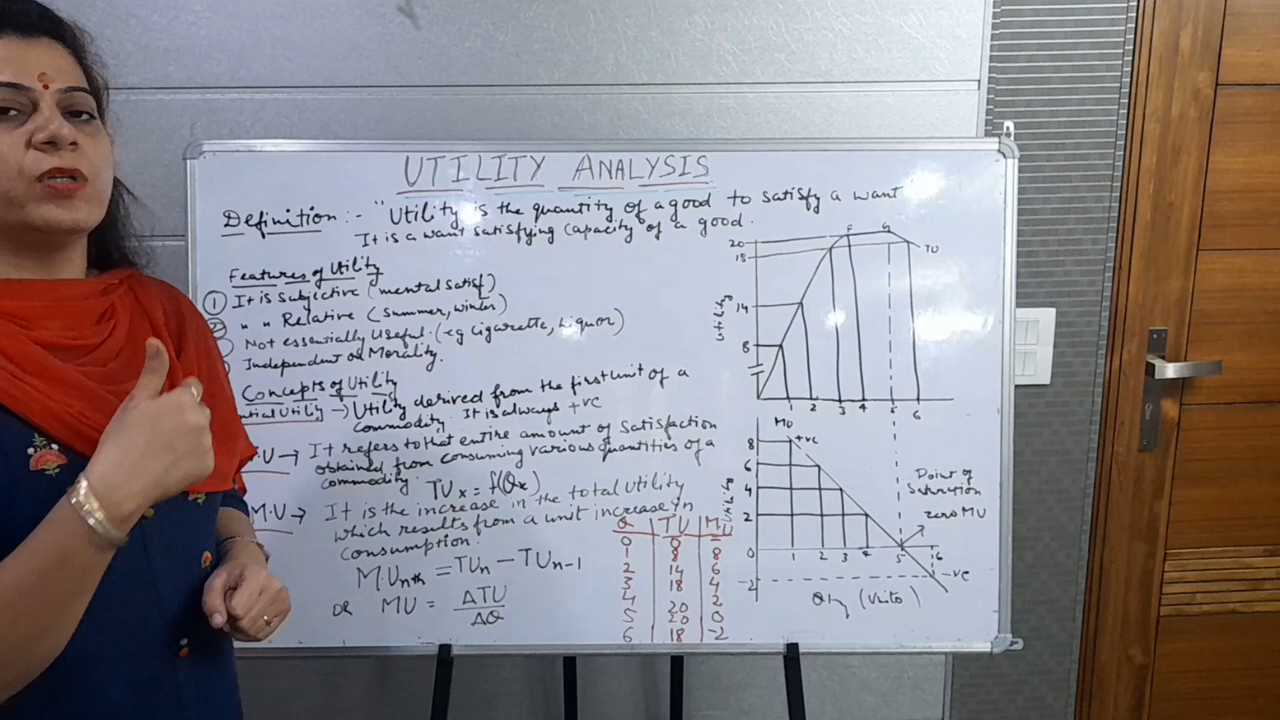 UTILITY ANALYSIS
Definition :- "Utility is the quantity of a good to satisfy a want
It is a want satisfying capacity of a good.
Features of Utility
① It is subjective (mental satisf)
" " Relative (summer, winter)
Not essentially useful. (eg Cigarette, liquor)
Independent on Morality.
Concepts of Utility
Utility → Utility derived from the first unit of a
commodity. It is always +ve
U → It refers to that entire amount of Satisfaction
obtained from consuming various quantities of a
commodity.
TUx = f(Qx)
M.U → It is the increase in the total utility
which results from a unit increase in
consumption.
M.Unth = TUn - TUn-1
OR MU = ΔTU / ΔQ
Q TU MU
0 0 0
1 8 8
2 14 6
3 18 4
4 20 2
5 20 0
6 18 -2
F G
20
18
14
8
TU
Utility
1 2 3 4 5 6
MU
+ve
8
6
4
2
0
-2
1 2 3 4 5 6
Point of
saturation
zero MU
-ve
Qty (Units)